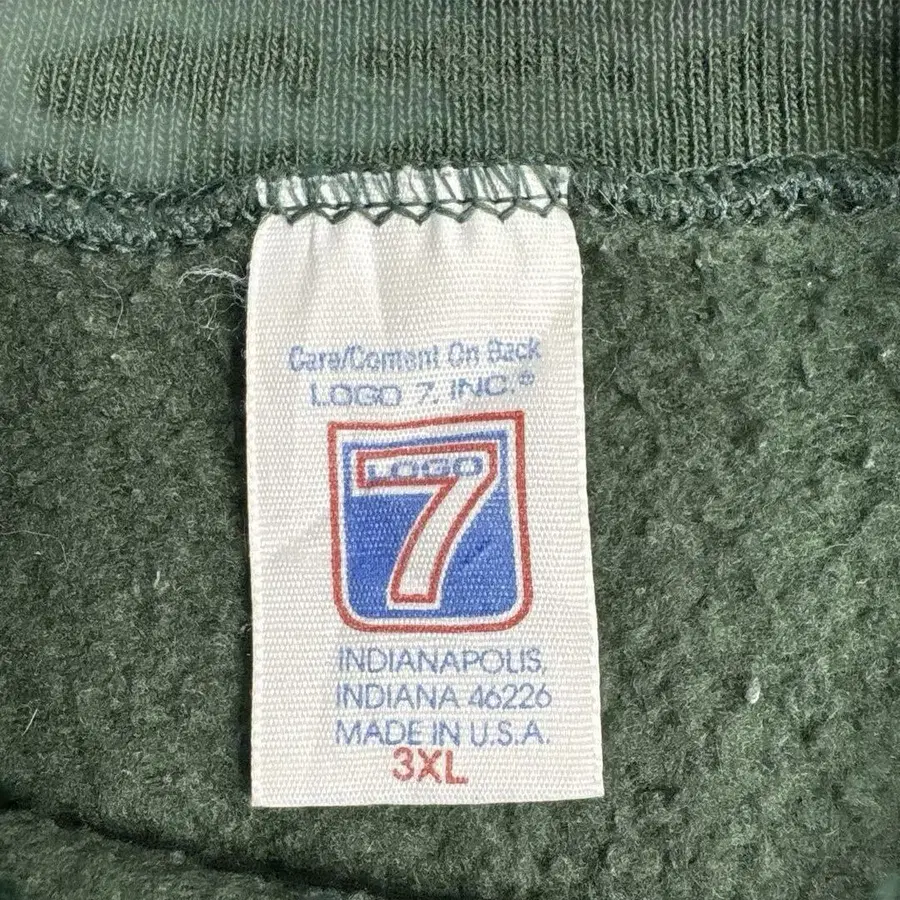 Care/Content On Back
LOGO 7, INC.®
LOGO
7
INDIANAPOLIS,
INDIANA 46226
MADE IN U.S.A.
3XL